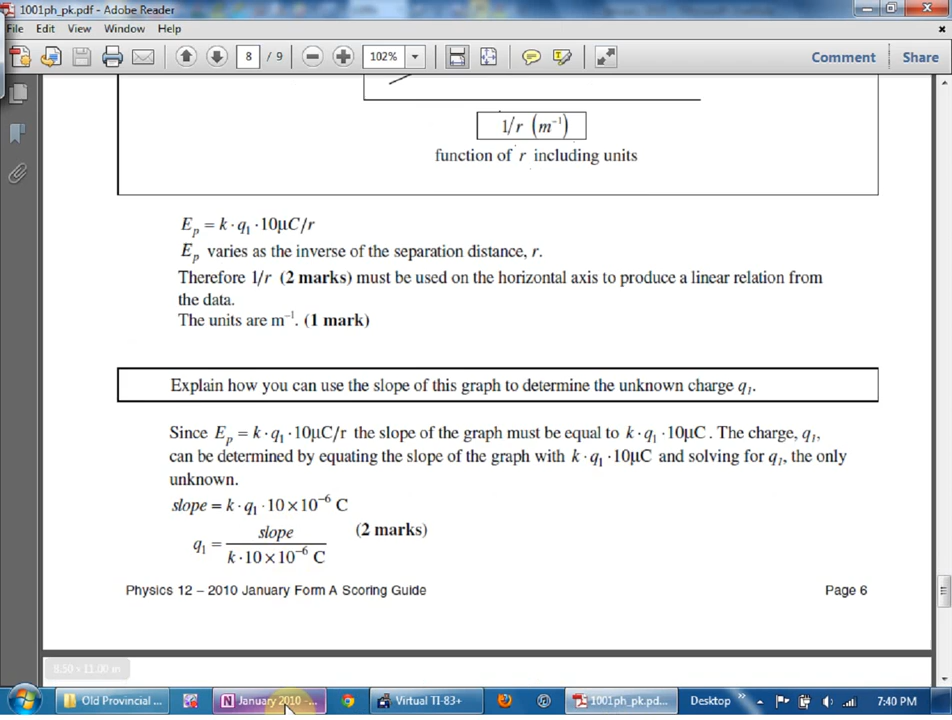 1001ph_pk.pdf - Adobe Reader
File Edit View Window Help
8 / 9 102% Comment Share
1/r (m⁻¹)
function of r including units
Eₚ = k · q₁ · 10μC/r
Eₚ varies as the inverse of the separation distance, r.
Therefore 1/r (2 marks) must be used on the horizontal axis to produce a linear relation from
the data.
The units are m⁻¹. (1 mark)
Explain how you can use the slope of this graph to determine the unknown charge q₁.
Since Eₚ = k · q₁ · 10μC/r the slope of the graph must be equal to k · q₁ · 10μC. The charge, q₁,
can be determined by equating the slope of the graph with k · q₁ · 10μC and solving for q₁, the only
unknown.
slope = k · q₁ · 10 × 10⁻⁶ C
q₁ = slope / k · 10 × 10⁻⁶ C (2 marks)
Physics 12 – 2010 January Form A Scoring Guide Page 6
8.50 x 11.00 in
Old Provincial ... January 2010 -... Virtual TI-83+ 1001ph_pk.pd... Desktop 7:40 PM